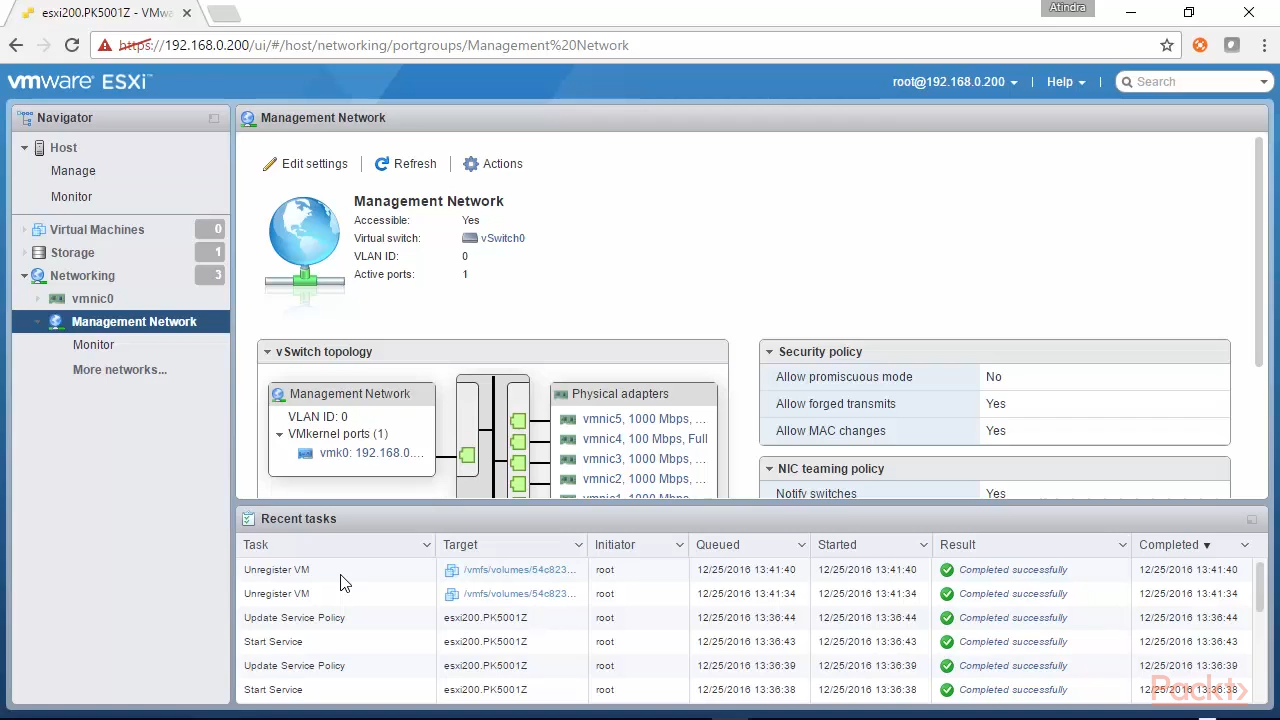 esxi200.PK5001Z - VMwa
Atindra
https://192.168.0.200/ui/#/host/networking/portgroups/Management%20Network
vmware ESXi™
root@192.168.0.200
Help
Search
Navigator
Host
Manage
Monitor
Virtual Machines 0
Storage 1
Networking 3
vmnic0
Management Network
Monitor
More networks...
Management Network
Edit settings
Refresh
Actions
Management Network
Accessible: Yes
Virtual switch: vSwitch0
VLAN ID: 0
Active ports: 1
vSwitch topology
Management Network
VLAN ID: 0
VMkernel ports (1)
vmk0: 192.168.0....
Physical adapters
vmnic5, 1000 Mbps, ...
vmnic4, 100 Mbps, Full
vmnic3, 1000 Mbps, ...
vmnic2, 1000 Mbps, ...
vmnic1, 1000 Mbps, ...
Security policy
Allow promiscuous mode No
Allow forged transmits Yes
Allow MAC changes Yes
NIC teaming policy
Notify switches Yes
Recent tasks
Task Target Initiator Queued Started Result Completed
Unregister VM /vmfs/volumes/54c823... root 12/25/2016 13:41:40 12/25/2016 13:41:40 Completed successfully 12/25/2016 13:41:40
Unregister VM /vmfs/volumes/54c823... root 12/25/2016 13:41:34 12/25/2016 13:41:34 Completed successfully 12/25/2016 13:41:34
Update Service Policy esxi200.PK5001Z root 12/25/2016 13:36:44 12/25/2016 13:36:44 Completed successfully 12/25/2016 13:36:44
Start Service esxi200.PK5001Z root 12/25/2016 13:36:43 12/25/2016 13:36:43 Completed successfully 12/25/2016 13:36:43
Update Service Policy esxi200.PK5001Z root 12/25/2016 13:36:39 12/25/2016 13:36:39 Completed successfully 12/25/2016 13:36:39
Start Service esxi200.PK5001Z root 12/25/2016 13:36:38 12/25/2016 13:36:38 Completed successfully 12/25/2016 13:36:38
Packt>